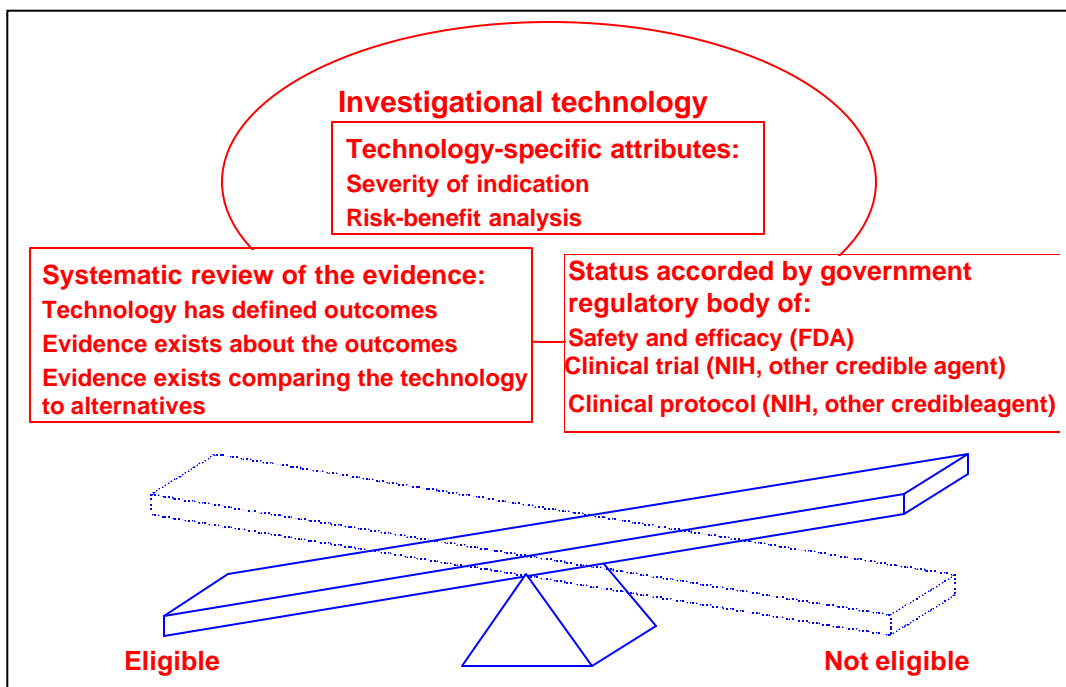 Investigational technology
Technology-specific attributes:
Severity of indication
Risk-benefit analysis
Systematic review of the evidence:
Technology has defined outcomes
Evidence exists about the outcomes
Evidence exists comparing the technology
to alternatives
Status accorded by government
regulatory body of:
Safety and efficacy (FDA)
Clinical trial (NIH, other credible agent)
Clinical protocol (NIH, other credibleagent)
Eligible
Not eligible